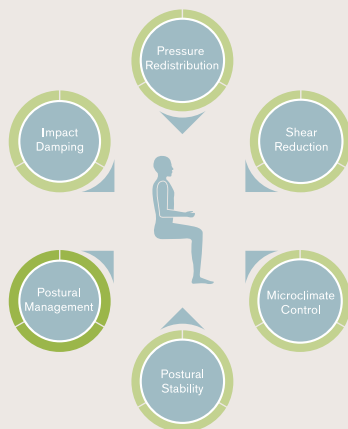 Pressure
Redistribution
Impact
Damping
Shear
Reduction
Postural
Management
Microclimate
Control
Postural
Stability